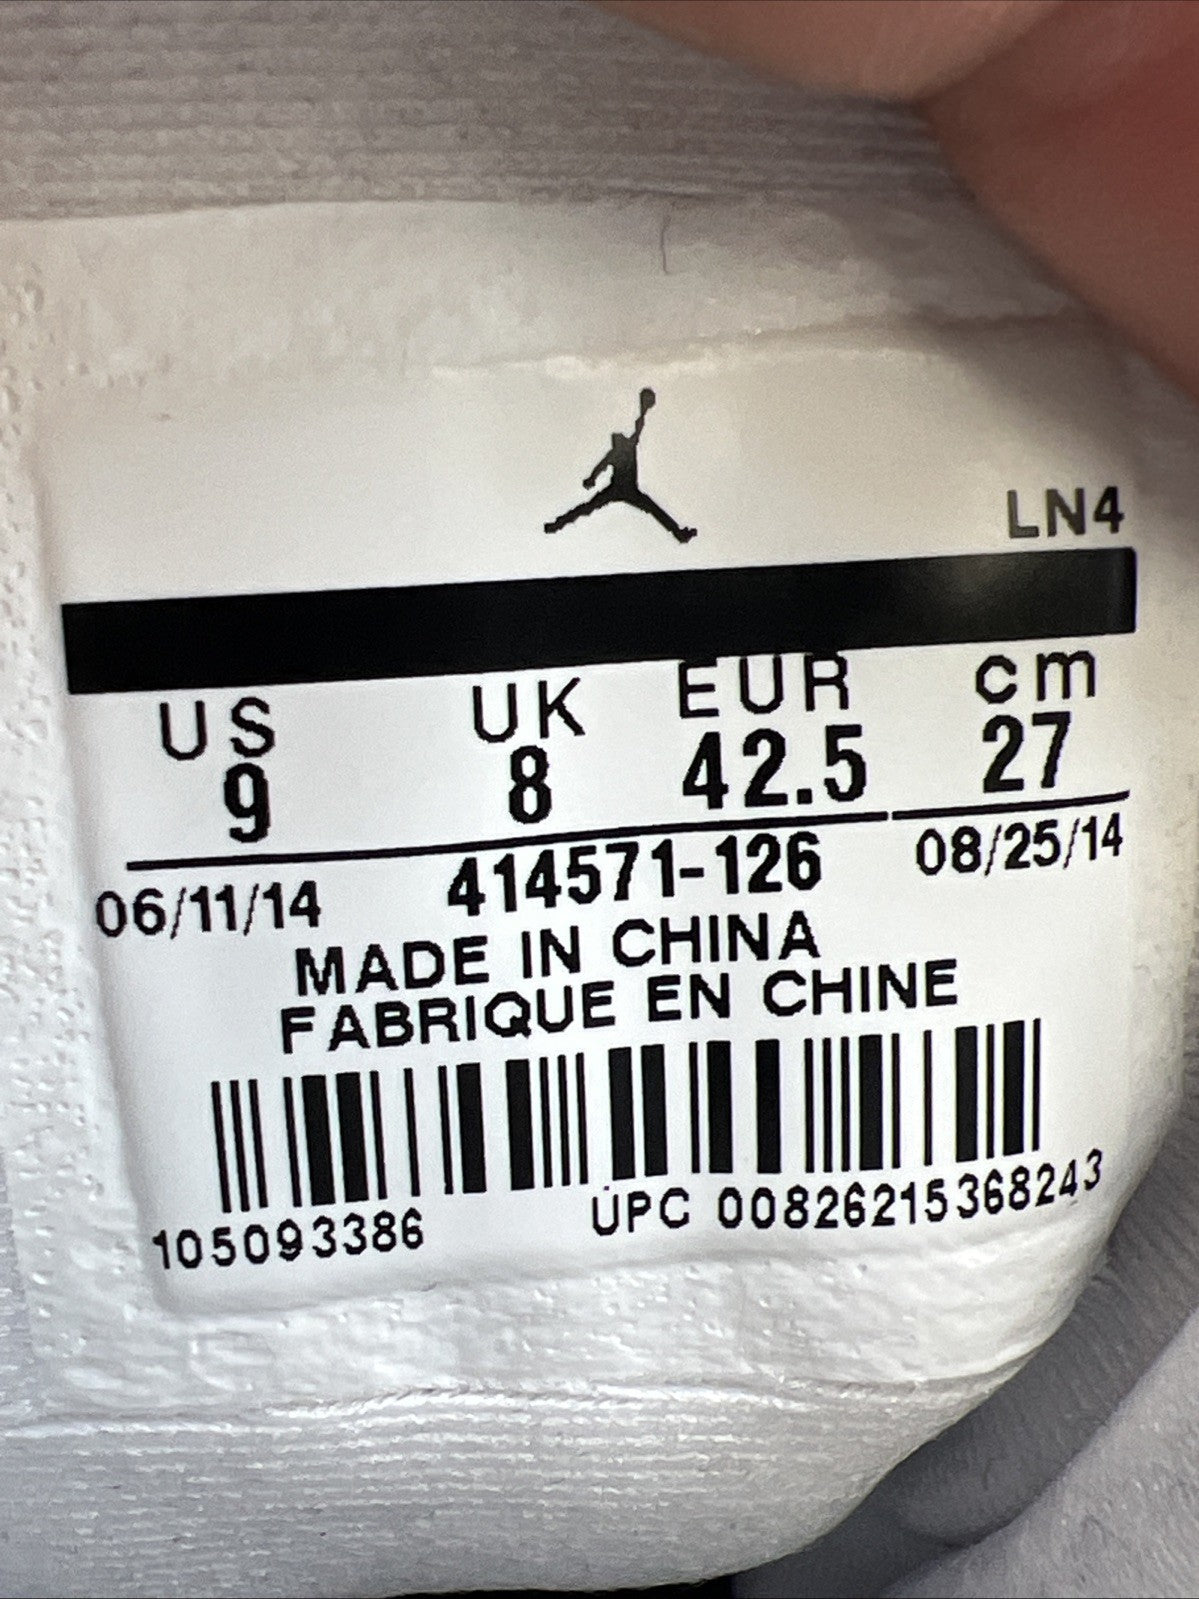 LN4
US UK EUR cm
9 8 42.5 27
06/11/14 414571-126 08/25/14
MADE IN CHINA
FABRIQUE EN CHINE
105093386 UPC 00826215368243